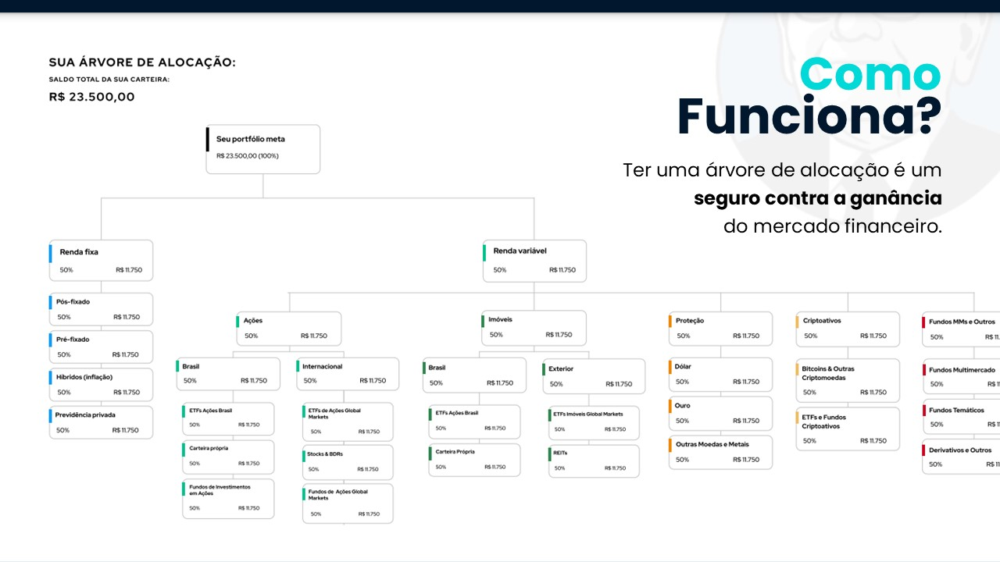 SUA ÁRVORE DE ALOCAÇÃO:
SALDO TOTAL DA SUA CARTEIRA:
R$ 23.500,00
Como
Funciona?
Ter uma árvore de alocação é um
seguro contra a ganância
do mercado financeiro.
Seu portfólio meta
R$ 23.500,00 (100%)
Renda fixa
50% R$ 11.750
Pós-fixado
50% R$ 11.750
Pré-fixado
50% R$ 11.750
Híbridos (inflação)
50% R$ 11.750
Previdência privada
50% R$ 11.750
Renda variável
50% R$ 11.750
Ações
50% R$ 11.750
Brasil
50% R$ 11.750
ETFs Ações Brasil
50% R$ 11.750
Carteira própria
50% R$ 11.750
Fundos de Investimentos
em Ações
50% R$ 11.750
Internacional
50% R$ 11.750
ETFs de Ações Global
Markets
50% R$ 11.750
Stocks & BDRs
50% R$ 11.750
Fundos de Ações Global
Markets
50% R$ 11.750
Imóveis
50% R$ 11.750
Brasil
50% R$ 11.750
ETFs Ações Brasil
50% R$ 11.750
Carteira Própria
50% R$ 11.750
Exterior
50% R$ 11.750
ETFs Imóveis Global Markets
50% R$ 11.750
REITs
50% R$ 11.750
Proteção
50% R$ 11.750
Dólar
50% R$ 11.750
Ouro
50% R$ 11.750
Outras Moedas e Metais
50% R$ 11.750
Criptoativos
50% R$ 11.750
Bitcoins & Outras
Criptomoedas
50% R$ 11.750
ETFs e Fundos
Criptoativos
50% R$ 11.750
Fundos MMs e Outros
50% R$ 11.
Fundos Multimercado
50% R$ 11
Fundos Temáticos
50% R$ 11
Derivativos e Outros
50% R$ 11